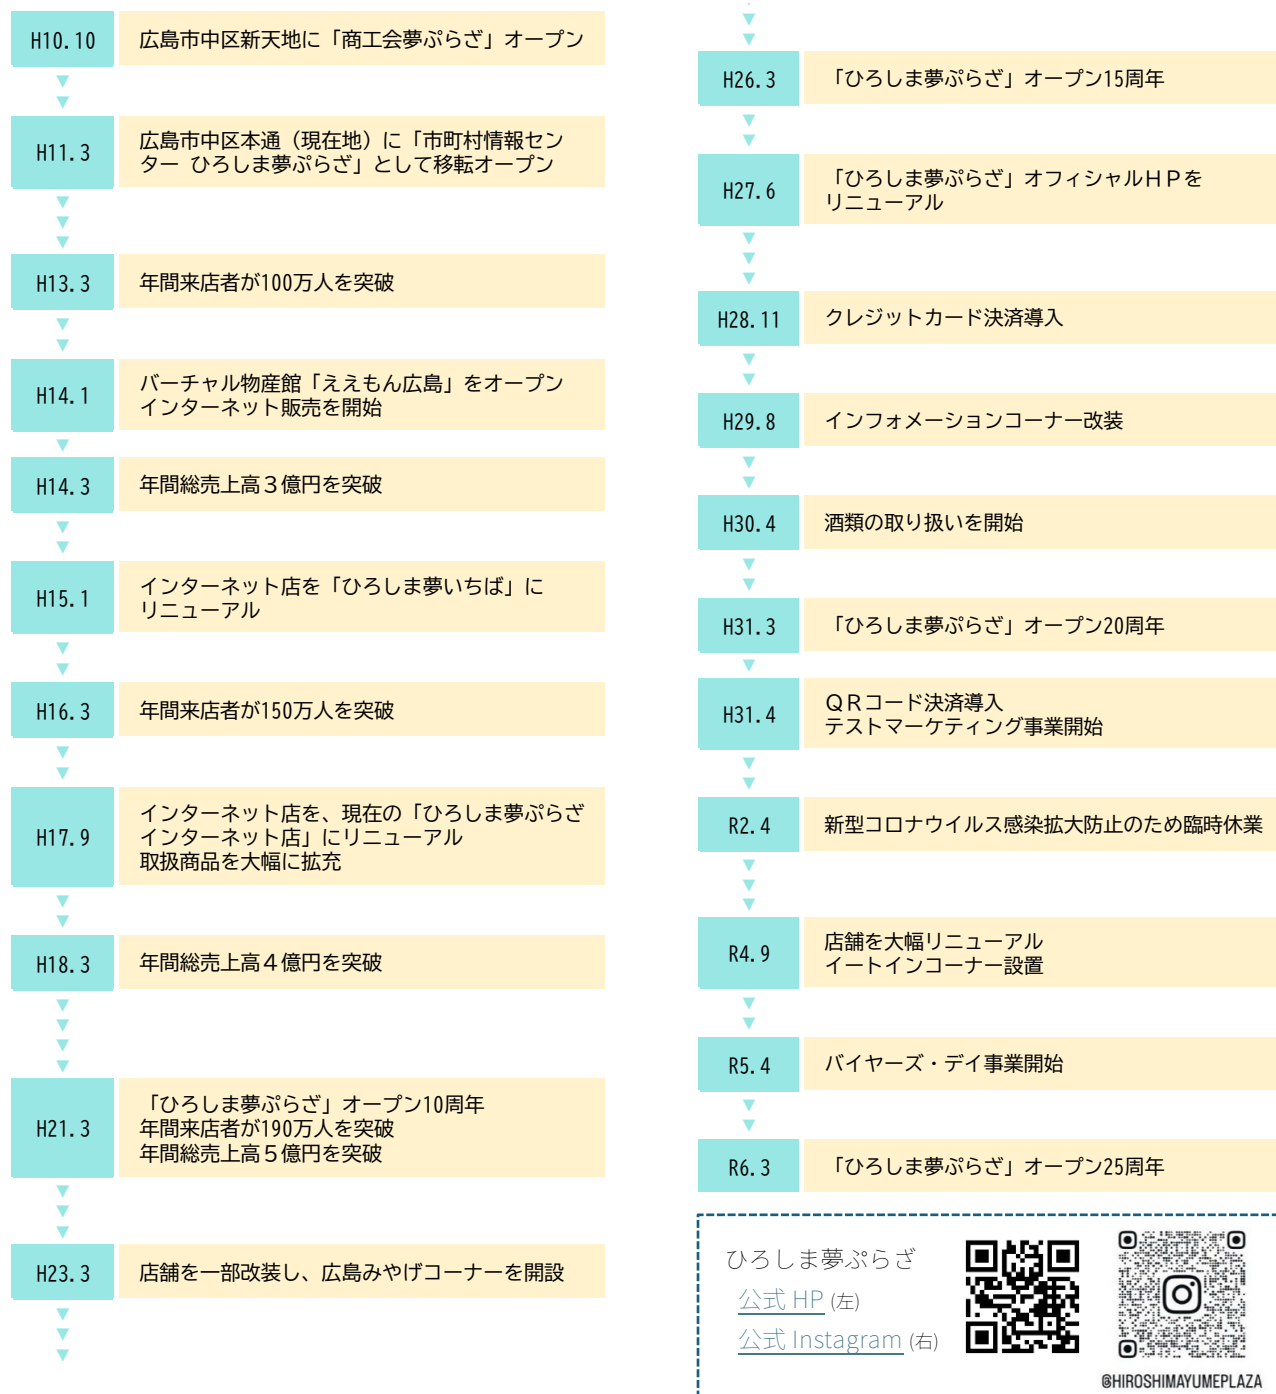 H10.10
広島市中区新天地に「商工会夢ぷらざ」オープン
H11.3
広島市中区本通（現在地）に「市町村情報セン
ター ひろしま夢ぷらざ」として移転オープン
H13.3
年間来店者が100万人を突破
H14.1
バーチャル物産館「ええもん広島」をオープン
インターネット販売を開始
H14.3
年間総売上高３億円を突破
H15.1
インターネット店を「ひろしま夢いちば」に
リニューアル
H16.3
年間来店者が150万人を突破
H17.9
インターネット店を、現在の「ひろしま夢ぷらざ
インターネット店」にリニューアル
取扱商品を大幅に拡充
H18.3
年間総売上高４億円を突破
H21.3
「ひろしま夢ぷらざ」オープン10周年
年間来店者が190万人を突破
年間総売上高５億円を突破
H23.3
店舗を一部改装し、広島みやげコーナーを開設
H26.3
「ひろしま夢ぷらざ」オープン15周年
H27.6
「ひろしま夢ぷらざ」オフィシャルＨＰを
リニューアル
H28.11
クレジットカード決済導入
H29.8
インフォメーションコーナー改装
H30.4
酒類の取り扱いを開始
H31.3
「ひろしま夢ぷらざ」オープン20周年
H31.4
ＱＲコード決済導入
テストマーケティング事業開始
R2.4
新型コロナウイルス感染拡大防止のため臨時休業
R4.9
店舗を大幅リニューアル
イートインコーナー設置
R5.4
バイヤーズ・デイ事業開始
R6.3
「ひろしま夢ぷらざ」オープン25周年
ひろしま夢ぷらざ
公式 HP (左)
公式 Instagram (右)
@HIROSHIMAYUMEPLAZA